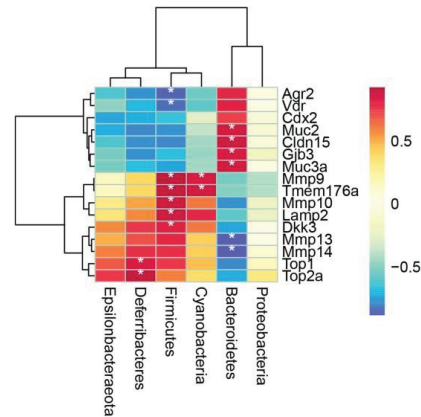 Agr2
Vdr
Cdx2
Muc2
Cldn15
Gjb3
Muc3a
Mmp9
Tmem176a
Mmp10
Lamp2
Dkk3
Mmp13
Mmp14
Top1
Top2a
0.5
0
−0.5
Epsilonbacteraeota
Deferribacteres
Firmicutes
Cyanobacteria
Bacteroidetes
Proteobacteria